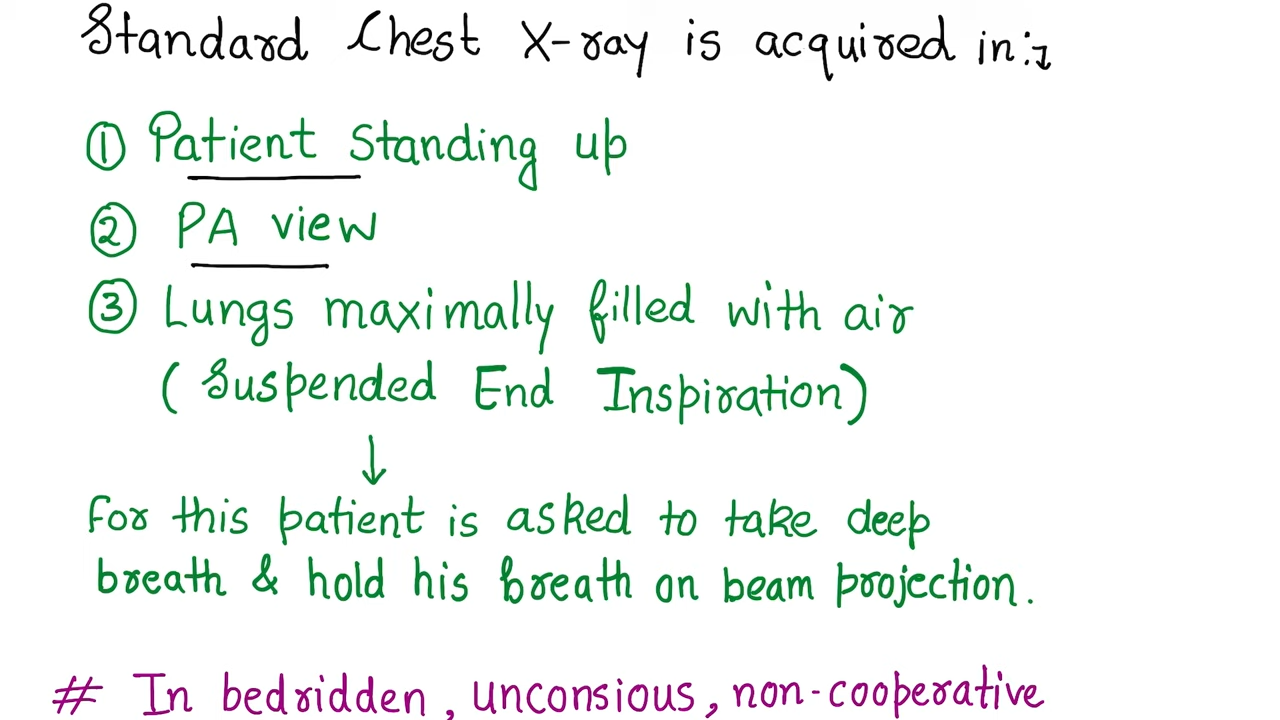 Standard Chest X-ray is acquired in:↴
① Patient Standing up
② PA view
③ Lungs maximally filled with air
(Suspended End Inspiration)
↓
For this patient is asked to take deep
breath & hold his breath on beam projection.
# In bedridden, unconsious, non-cooperative